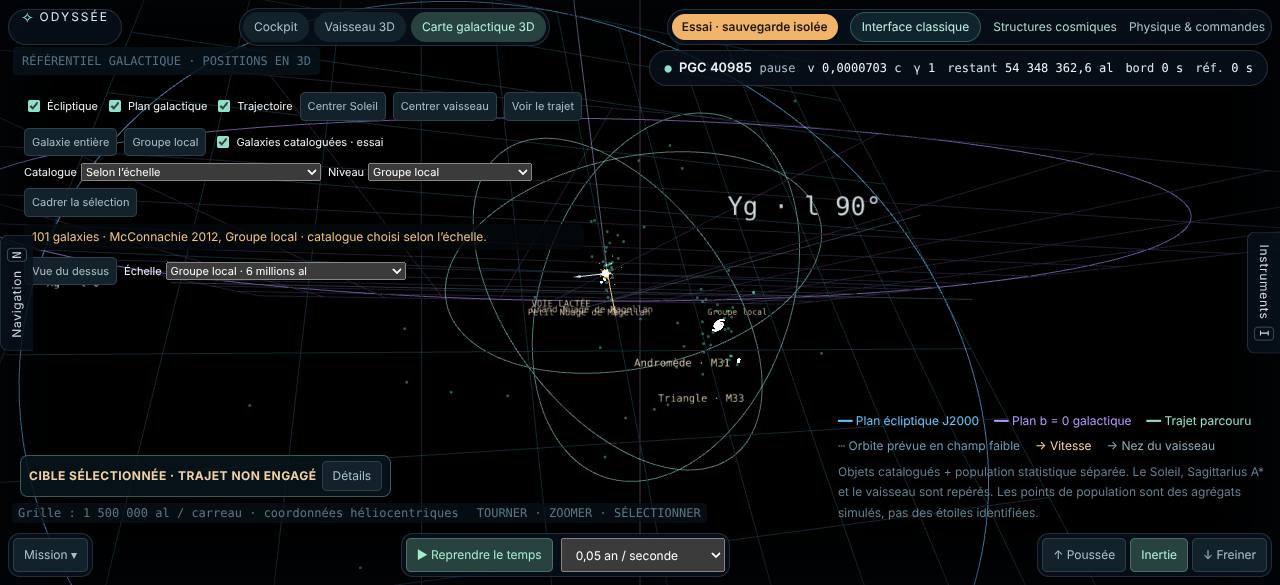 ✧ ODYSSÉE
Cockpit Vaisseau 3D Carte galactique 3D
Essai · sauvegarde isolée Interface classique Structures cosmiques Physique & commandes
RÉFÉRENTIEL GALACTIQUE · POSITIONS EN 3D
PGC 40985 pause v 0,0000703 c γ 1 restant 54 348 362,6 al bord 0 s réf. 0 s
Écliptique Plan galactique Trajectoire Centrer Soleil Centrer vaisseau Voir le trajet
Galaxie entière Groupe local Galaxies cataloguées · essai
Catalogue Selon l'échelle Niveau Groupe local
Cadrer la sélection
Yg · l 90°
101 galaxies · McConnachie 2012, Groupe local · catalogue choisi selon l'échelle.
Vue du dessus Échelle Groupe local · 6 millions al
Navigation N
Instruments I
VOIE LACTÉE
Petit Nuage de Magellan
Groupe local
Andromède · M31
Triangle · M33
Plan écliptique J2000 Plan b = 0 galactique Trajet parcouru
Orbite prévue en champ faible → Vitesse → Nez du vaisseau
Objets catalogués + population statistique séparée. Le Soleil, Sagittarius A*
et le vaisseau sont repérés. Les points de population sont des agrégats
simulés, pas des étoiles identifiées.
CIBLE SÉLECTIONNÉE · TRAJET NON ENGAGÉ Détails
Grille : 1 500 000 al / carreau · coordonnées héliocentriques TOURNER · ZOOMER · SÉLECTIONNER
Mission ▾
▶ Reprendre le temps 0,05 an / seconde
↑ Poussée Inertie ↓ Freiner